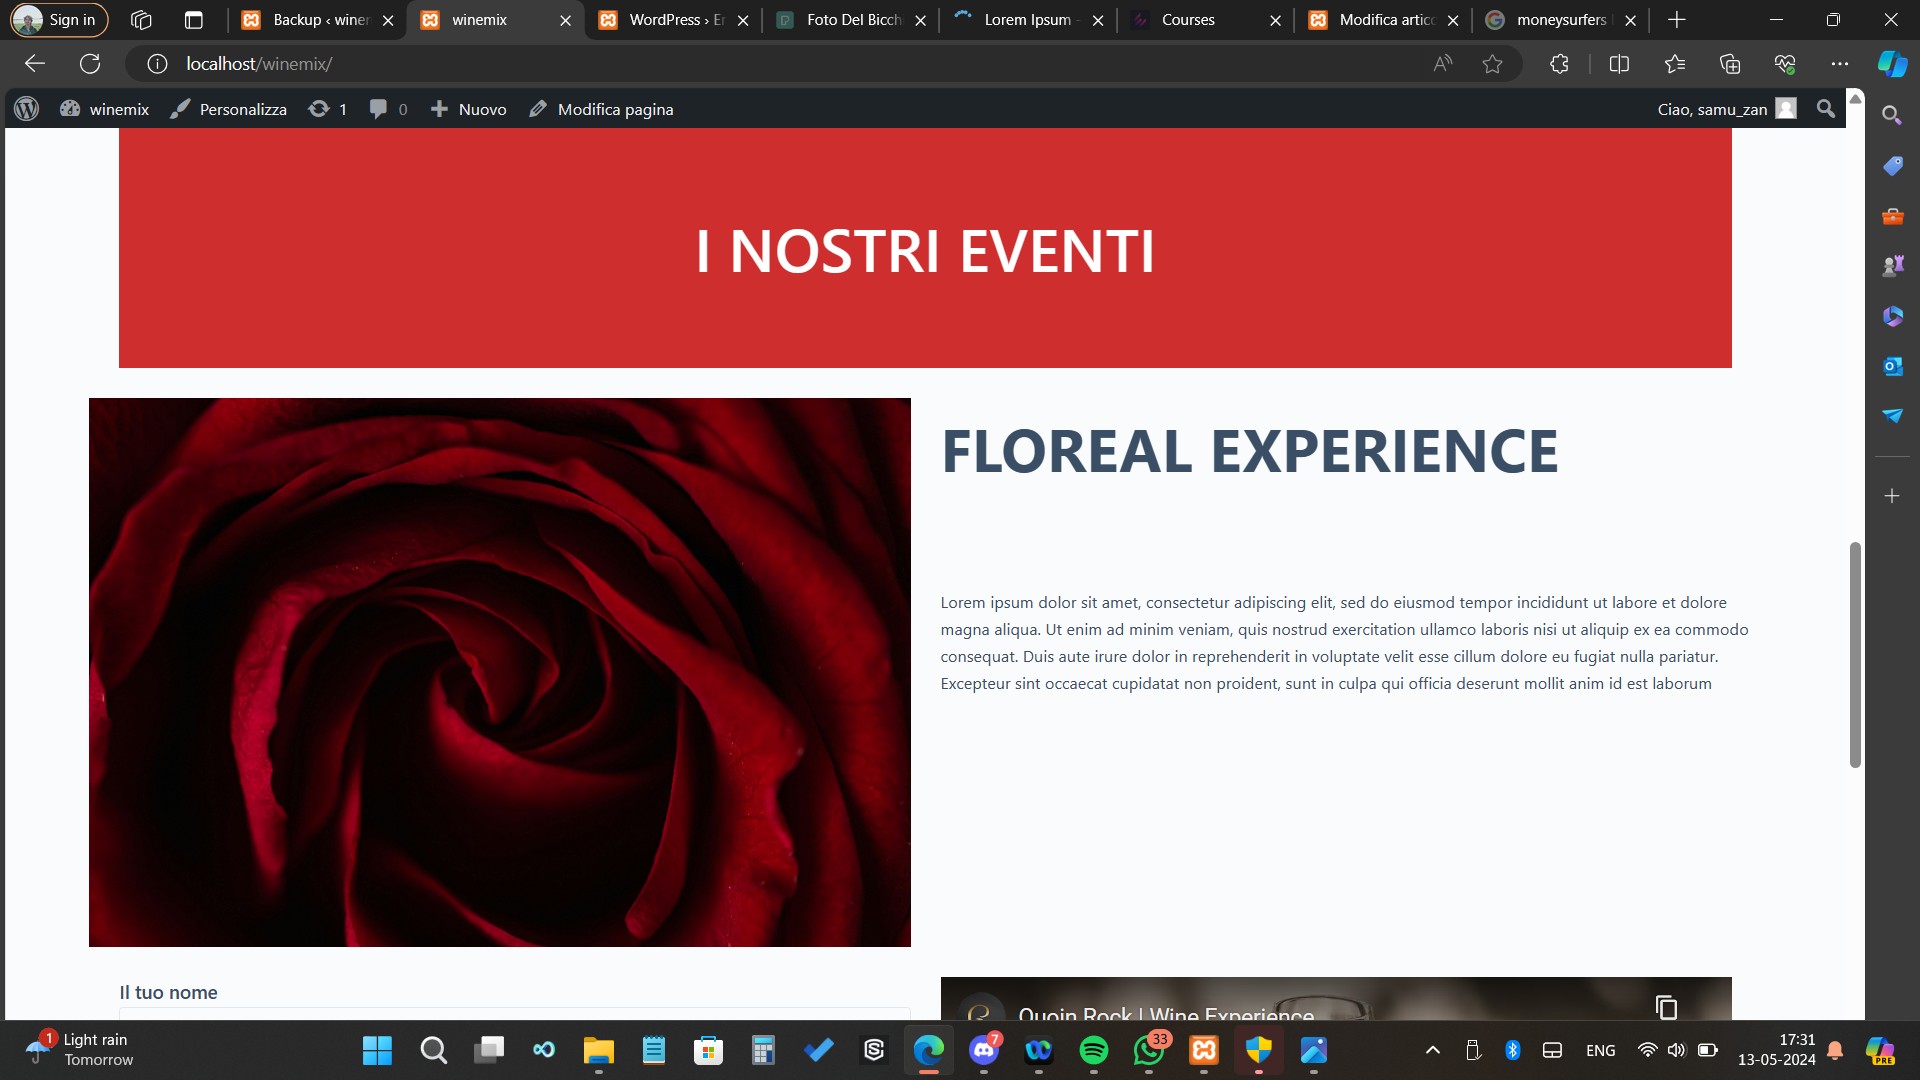 Sign in
Backup ‹ winer
winemix
WordPress › Er
Foto Del Bicch
Lorem Ipsum -
Courses
Modifica artic
moneysurfers
localhost/winemix/
winemix
Personalizza
1
0
Nuovo
Modifica pagina
Ciao, samu_zan
I NOSTRI EVENTI
FLOREAL EXPERIENCE
Lorem ipsum dolor sit amet, consectetur adipiscing elit, sed do eiusmod tempor incididunt ut labore et dolore
magna aliqua. Ut enim ad minim veniam, quis nostrud exercitation ullamco laboris nisi ut aliquip ex ea commodo
consequat. Duis aute irure dolor in reprehenderit in voluptate velit esse cillum dolore eu fugiat nulla pariatur.
Excepteur sint occaecat cupidatat non proident, sunt in culpa qui officia deserunt mollit anim id est laborum
Il tuo nome
Quoin Rock | Wine Experience
1
Light rain
Tomorrow
7
33
ENG
17:31
13-05-2024
PRE